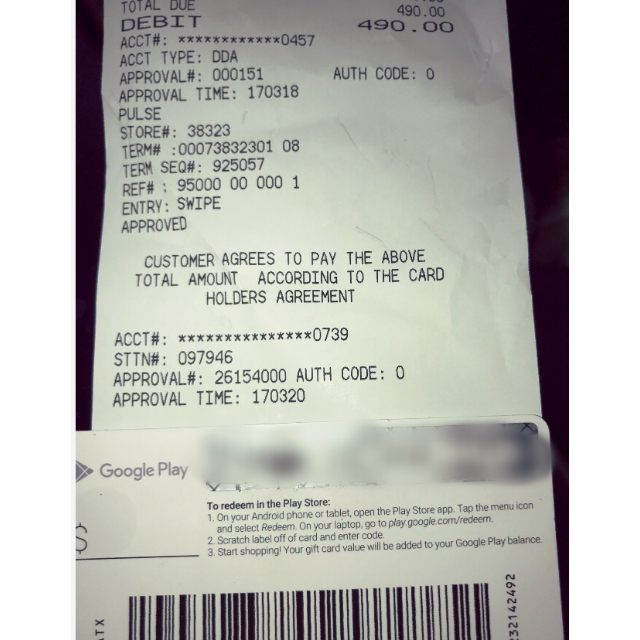 TOTAL DUE 490.00
DEBIT 490.00
ACCT#: ************0457
ACCT TYPE: DDA
APPROVAL#: 000151 AUTH CODE: 0
APPROVAL TIME: 170318
PULSE
STORE#: 38323
TERM# :00073832301 08
TERM SEQ#: 925057
REF# : 95000 00 000 1
ENTRY: SWIPE
APPROVED
CUSTOMER AGREES TO PAY THE ABOVE
TOTAL AMOUNT ACCORDING TO THE CARD
HOLDERS AGREEMENT
ACCT#: ***************0739
STTN#: 097946
APPROVAL#: 26154000 AUTH CODE: 0
APPROVAL TIME: 170320
Google Play
To redeem in the Play Store:
1. On your Android phone or tablet, open the Play Store app. Tap the menu icon
and select Redeem. On your laptop, go to play.google.com/redeem.
2. Scratch label off of card and enter code.
3. Start shopping! Your gift card value will be added to your Google Play balance.
$
TX
32142492